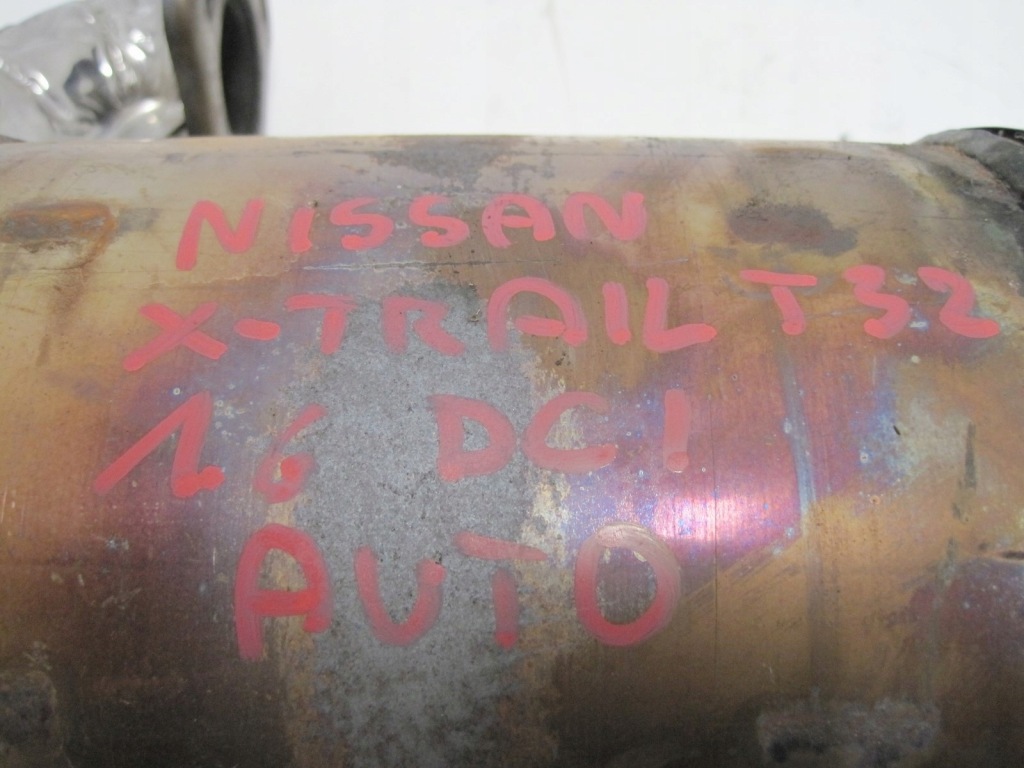 NISSAN
X-TRAIL T32
1.6 DCI
AUTO